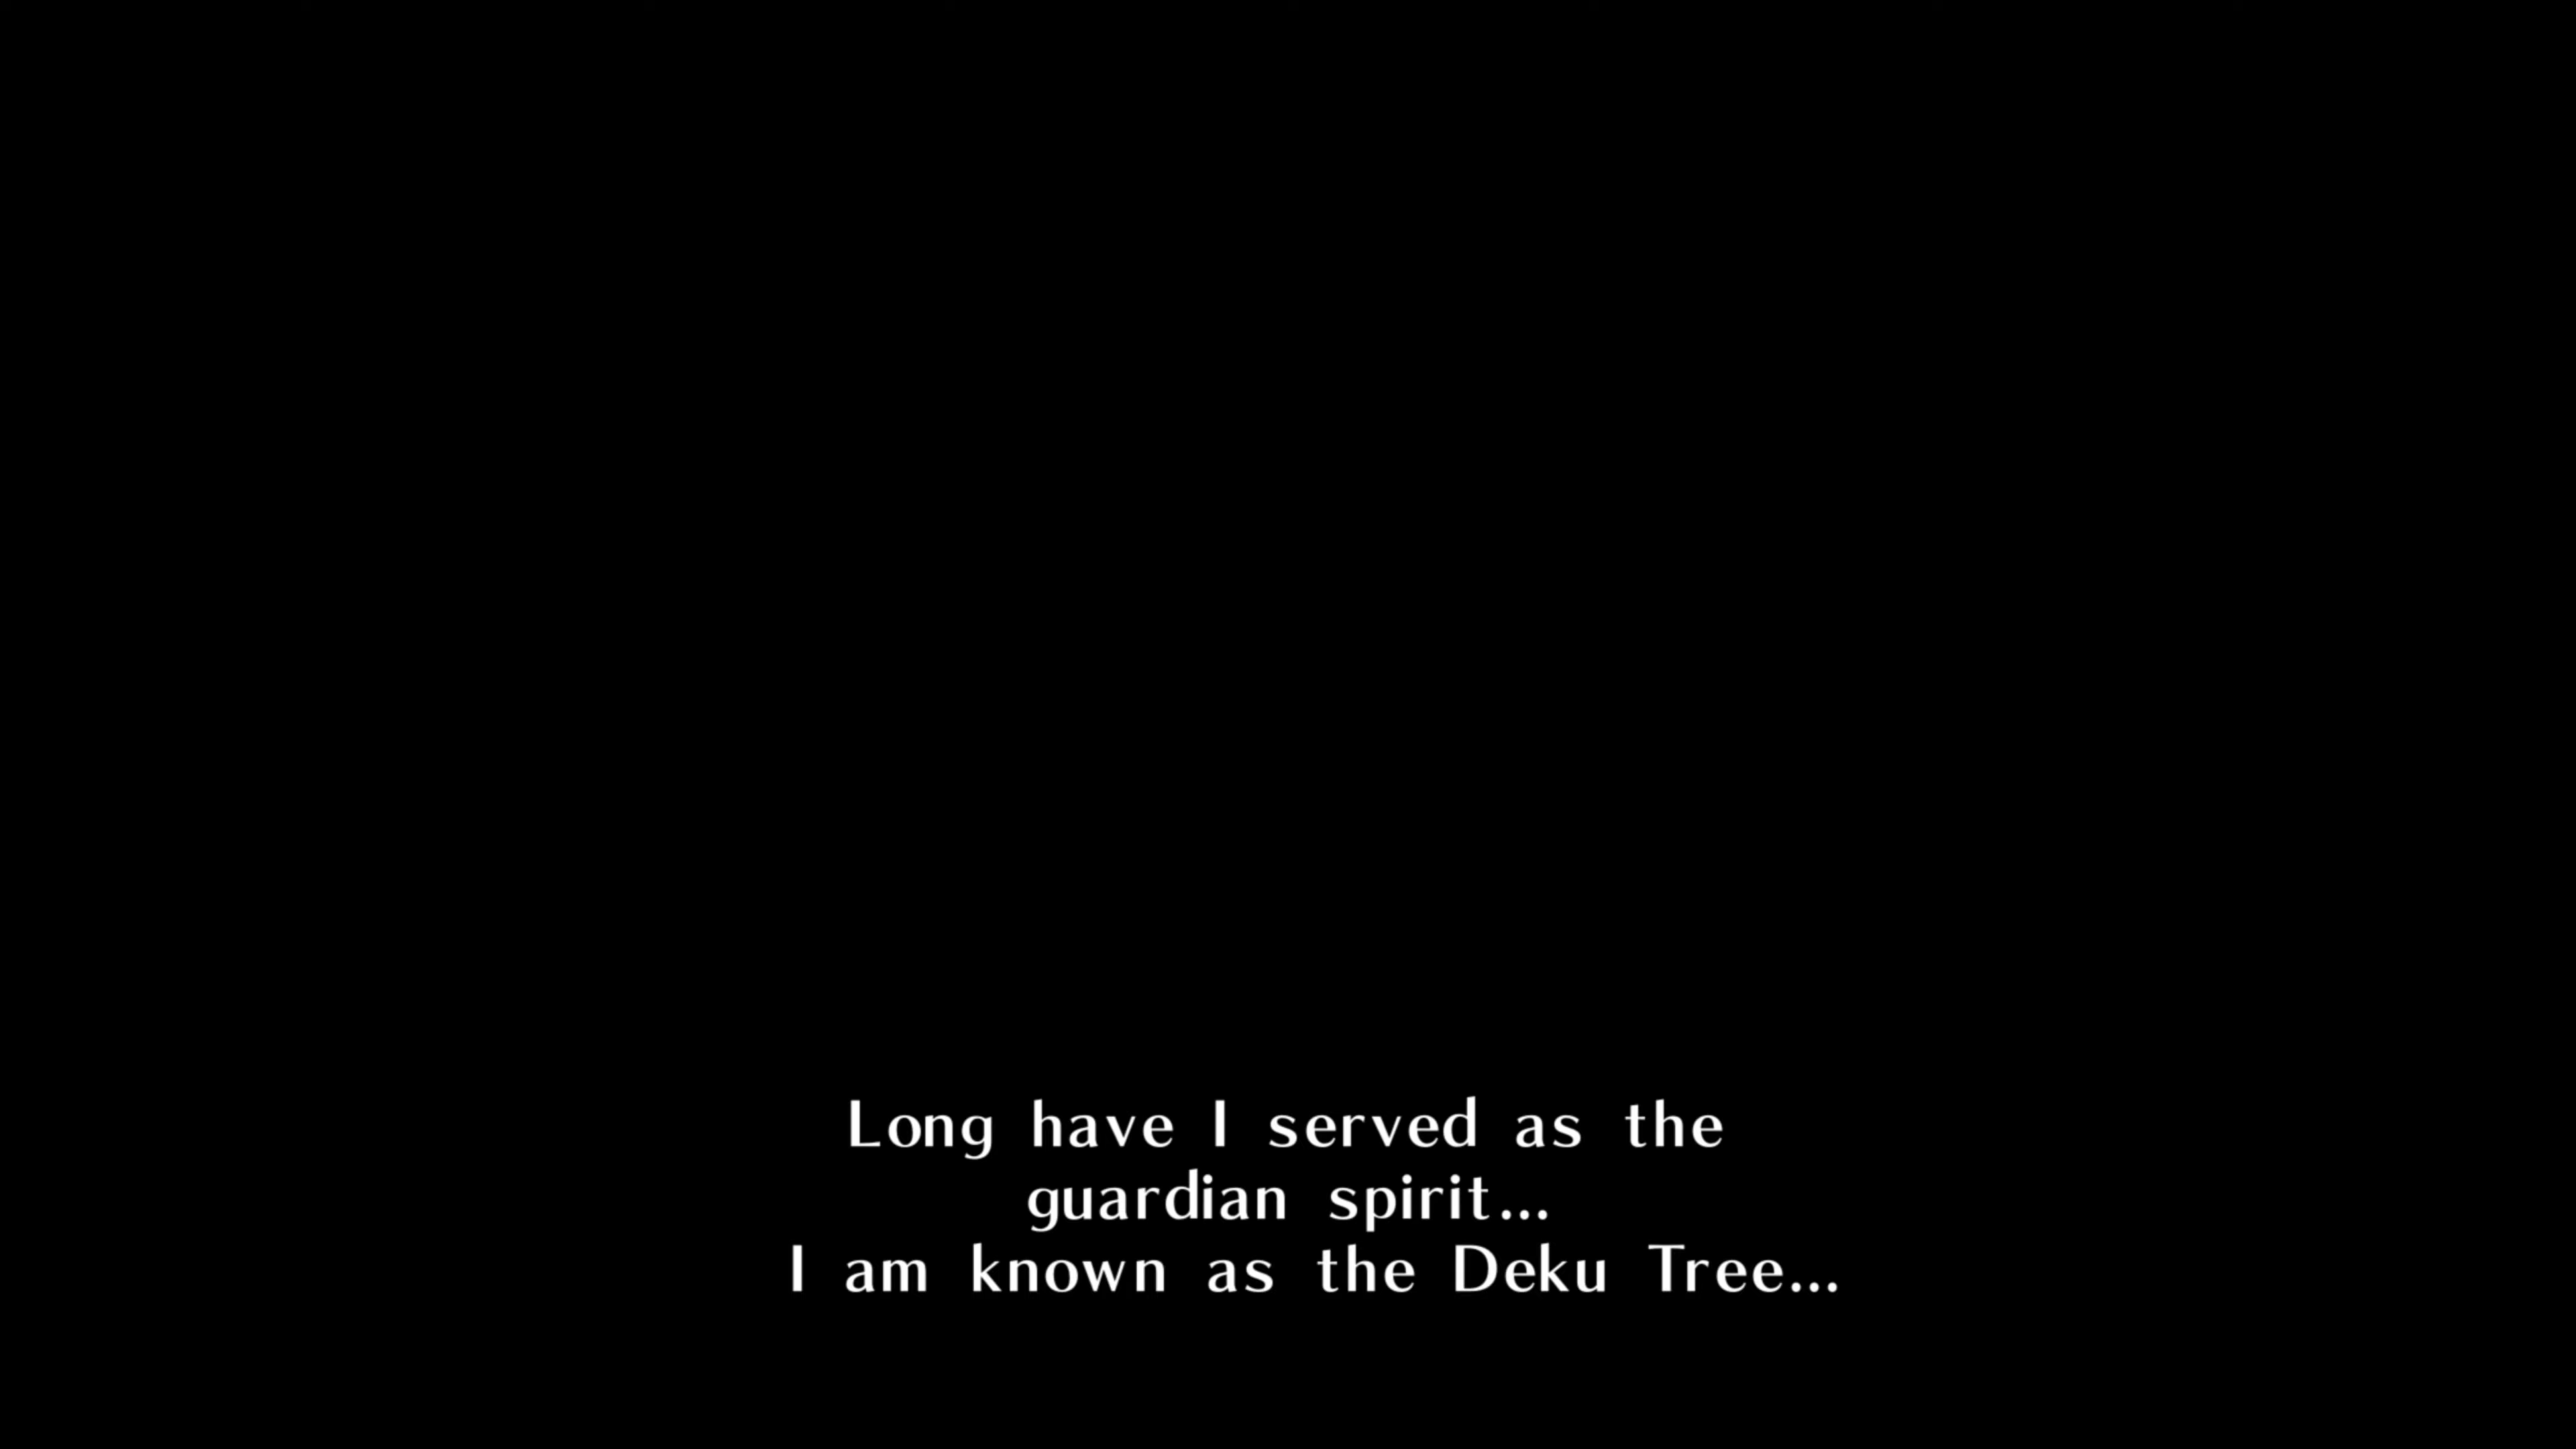 Long have I served as the
guardian spirit...
I am known as the Deku Tree...